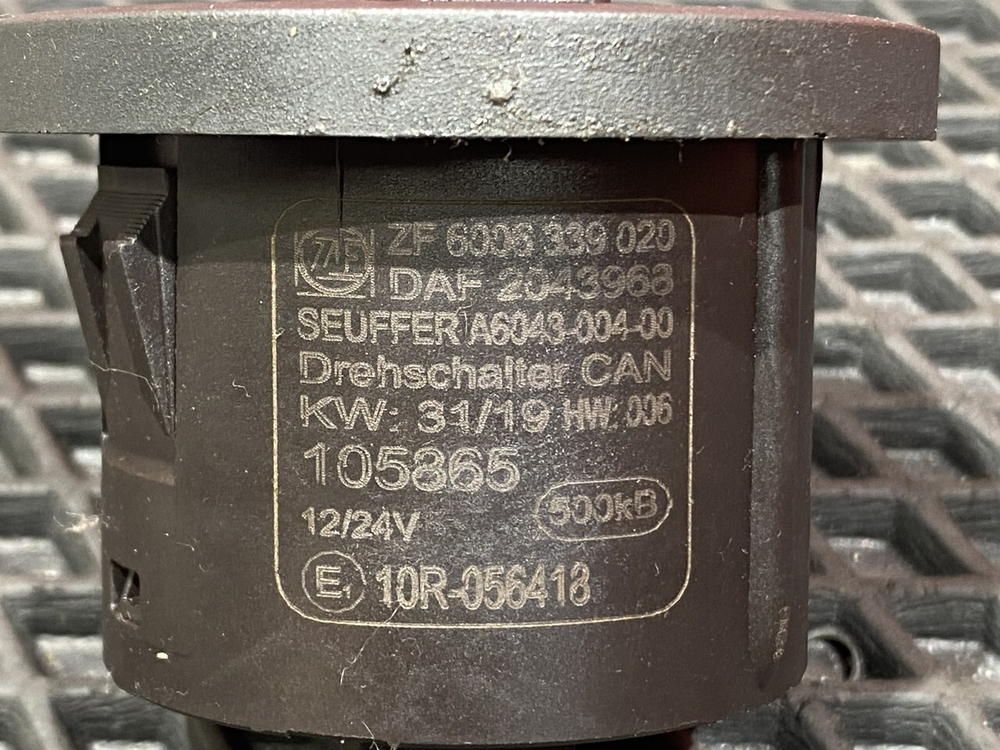 ZF ZF 6006 339 020
DAF 2043968
SEUFFER A6043-004-00
Drehschalter CAN
KW: 31/19 HW: 006
105865
12/24V 500kB
E1 10R-056418